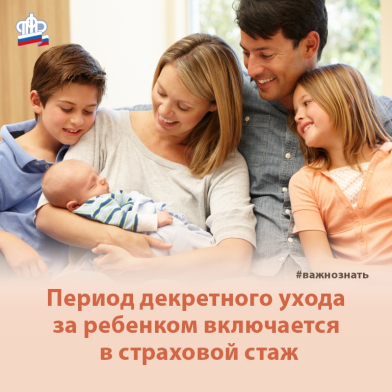 #важнознать
Период декретного ухода
за ребенком включается
в страховой стаж